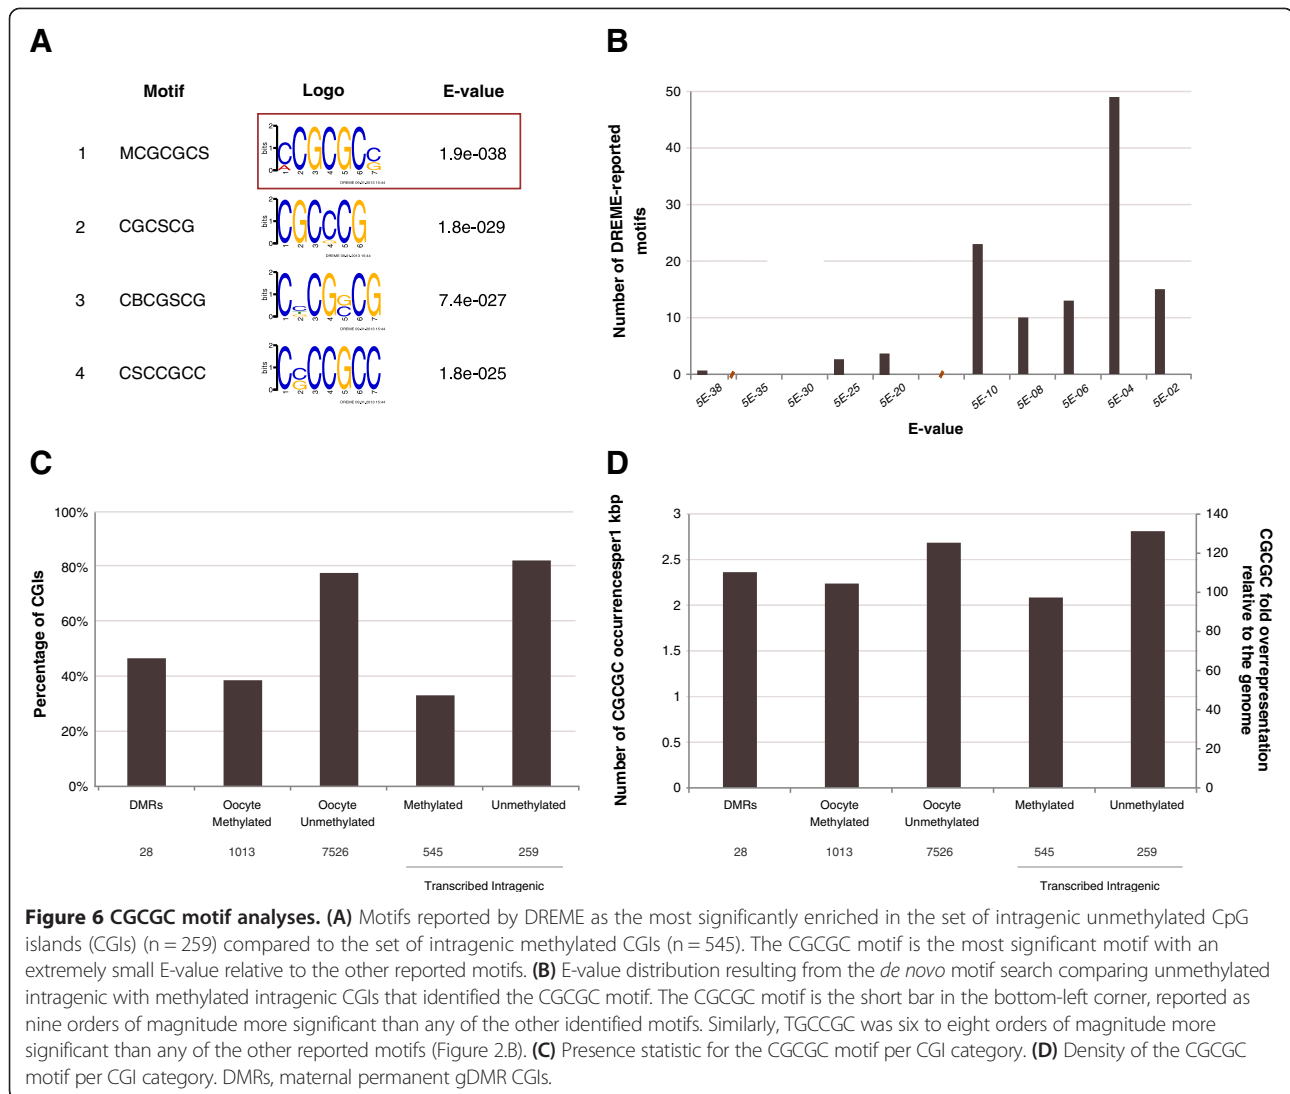 A
Motif Logo E-value
1 MCGCGCS 1.9e-038
2 CGCSCG 1.8e-029
3 CBCGSCG 7.4e-027
4 CSCCGCC 1.8e-025
B
Number of DREME-reported
motifs
50
40
30
20
10
0
5E-38 5E-35 5E-30 5E-25 5E-20 5E-10 5E-08 5E-06 5E-04 5E-02
E-value
C
Percentage of CGIs
100%
80%
60%
40%
20%
0%
DMRs Oocyte Methylated Oocyte Unmethylated Methylated Unmethylated
28 1013 7526 545 259
Transcribed Intragenic
D
Number of CGCGC occurrencesper1 kbp
3
2.5
2
1.5
1
0.5
0
140
120
100
80
60
40
20
0
CGCGC fold overrepresentation
relative to the genome
DMRs Oocyte Methylated Oocyte Unmethylated Methylated Unmethylated
28 1013 7526 545 259
Transcribed Intragenic
Figure 6 CGCGC motif analyses. (A) Motifs reported by DREME as the most significantly enriched in the set of intragenic unmethylated CpG
islands (CGIs) (n = 259) compared to the set of intragenic methylated CGIs (n = 545). The CGCGC motif is the most significant motif with an
extremely small E-value relative to the other reported motifs. (B) E-value distribution resulting from the de novo motif search comparing unmethylated
intragenic with methylated intragenic CGIs that identified the CGCGC motif. The CGCGC motif is the short bar in the bottom-left corner, reported as
nine orders of magnitude more significant than any of the other identified motifs. Similarly, TGCCGC was six to eight orders of magnitude more
significant than any of the other reported motifs (Figure 2.B). (C) Presence statistic for the CGCGC motif per CGI category. (D) Density of the CGCGC
motif per CGI category. DMRs, maternal permanent gDMR CGIs.